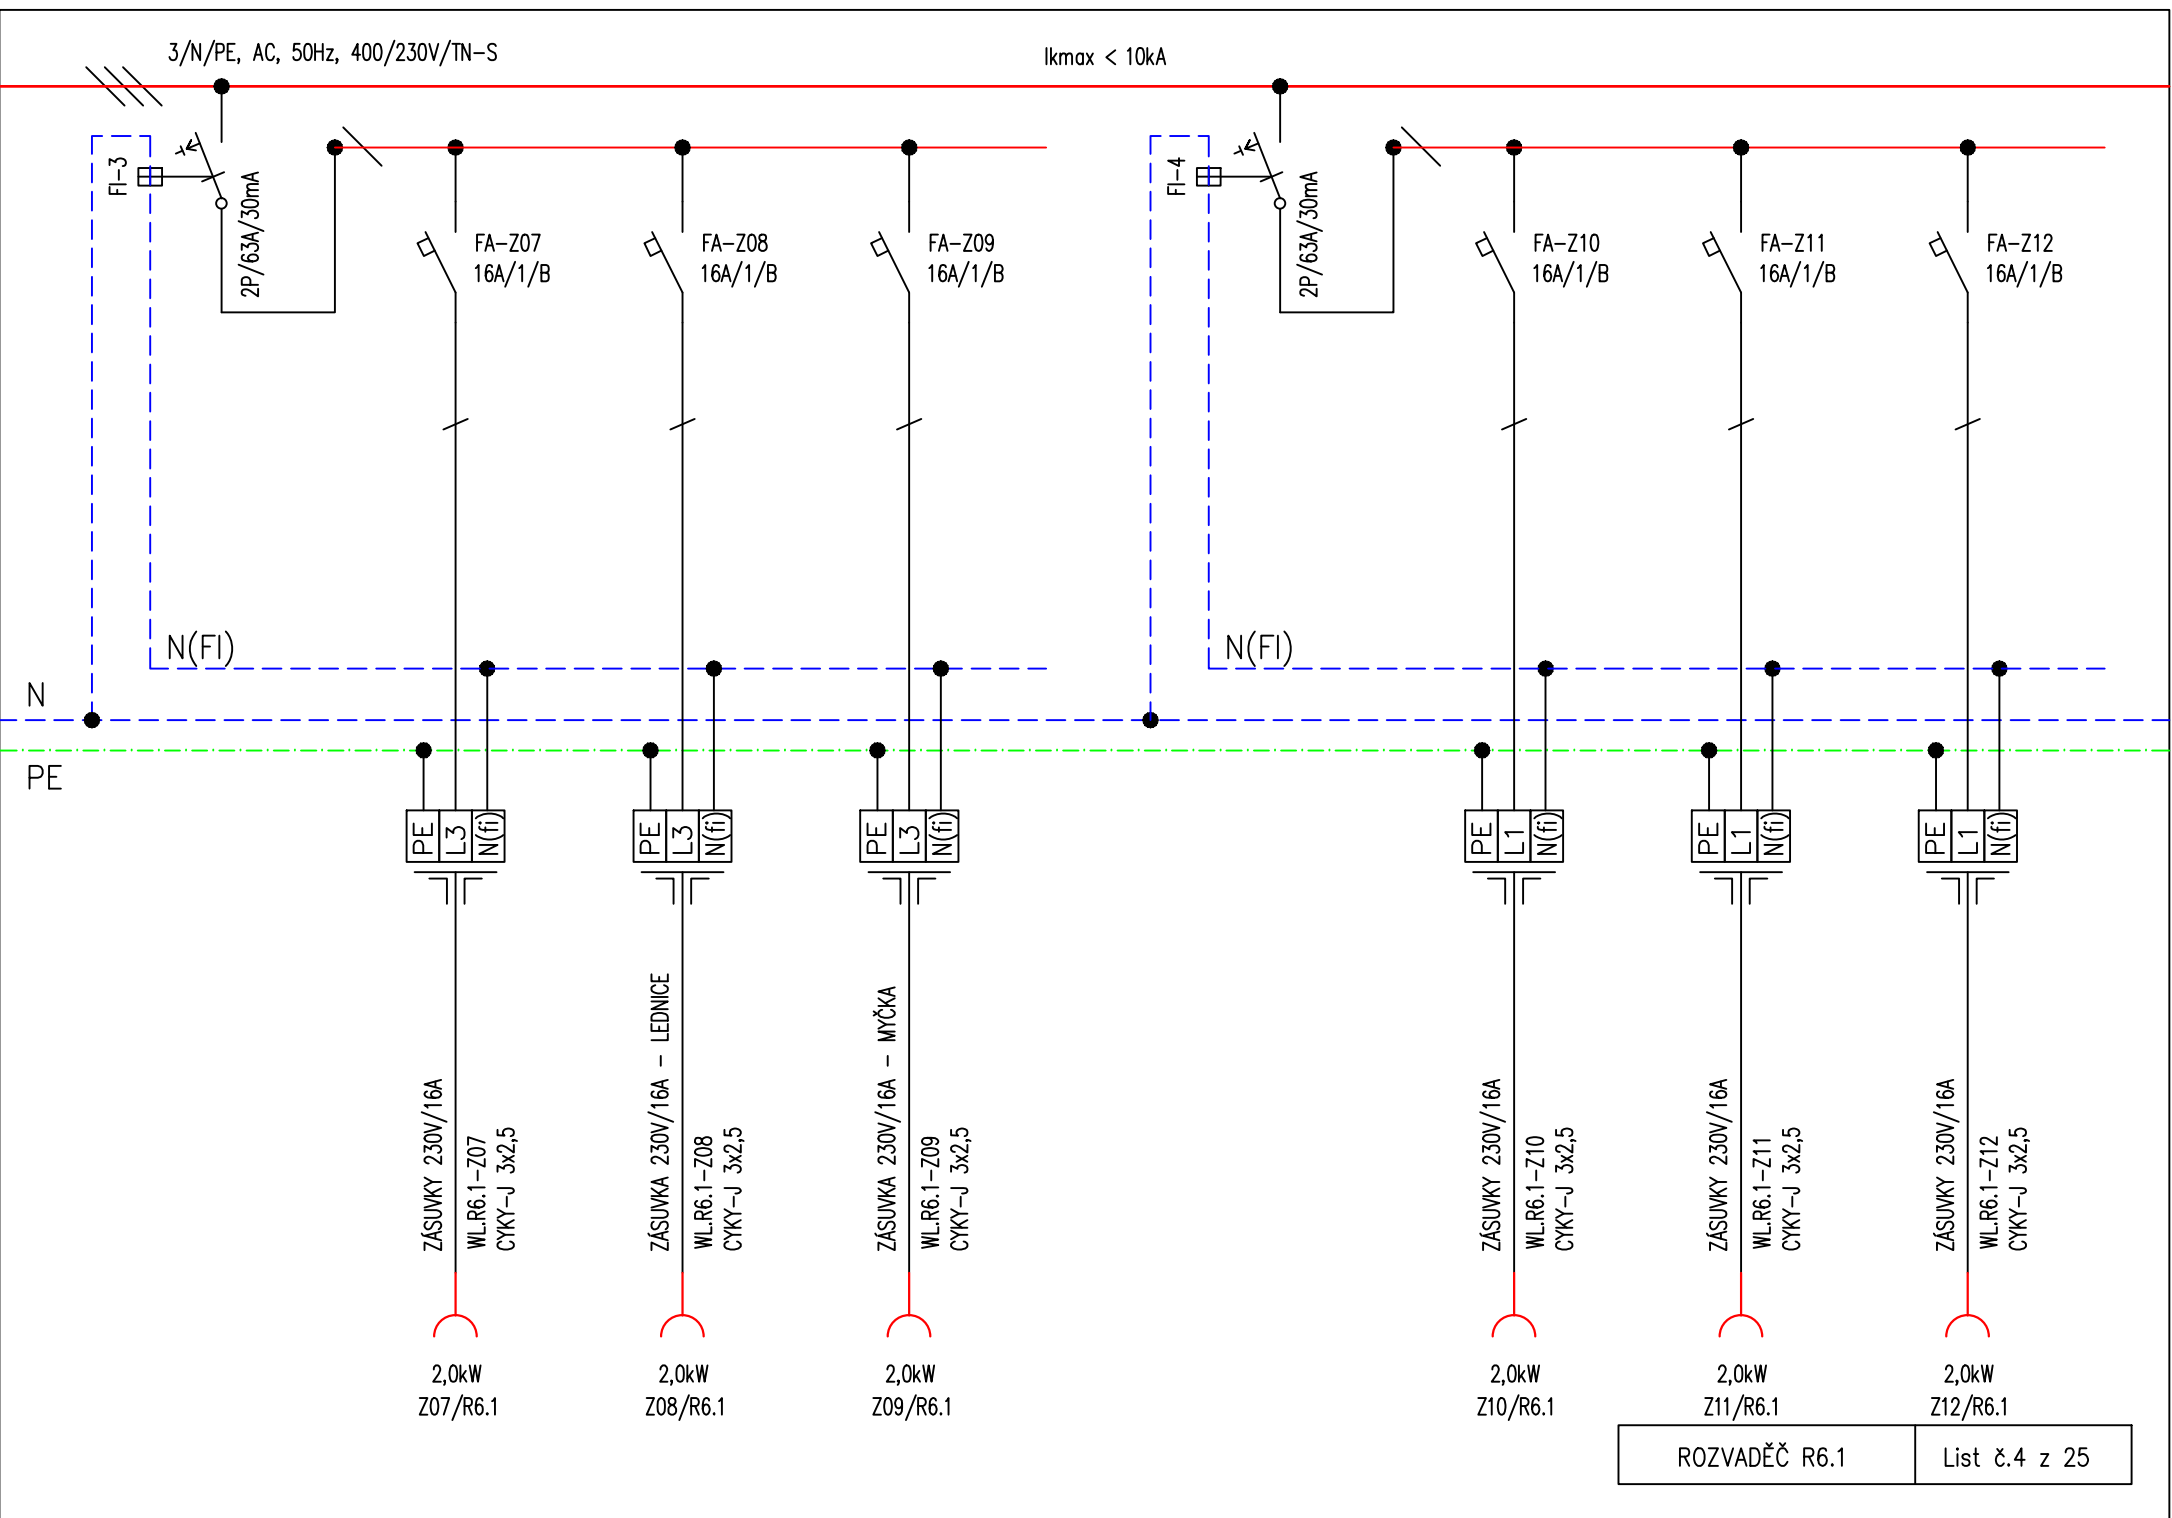 3/N/PE, AC, 50Hz, 400/230V/TN-S
Ikmax < 10kA
FI-3
2P/63A/30mA
FA-Z07
16A/1/B
FA-Z08
16A/1/B
FA-Z09
16A/1/B
FI-4
2P/63A/30mA
FA-Z10
16A/1/B
FA-Z11
16A/1/B
FA-Z12
16A/1/B
N(FI)
N(FI)
N
PE
PE L3 N(fi)
PE L3 N(fi)
PE L3 N(fi)
PE L1 N(fi)
PE L1 N(fi)
PE L1 N(fi)
ZÁSUVKY 230V/16A
WL.R6.1-Z07
CYKY-J 3x2,5
ZÁSUVKA 230V/16A - LEDNICE
WL.R6.1-Z08
CYKY-J 3x2,5
ZÁSUVKA 230V/16A - MYČKA
WL.R6.1-Z09
CYKY-J 3x2,5
ZÁSUVKY 230V/16A
WL.R6.1-Z10
CYKY-J 3x2,5
ZÁSUVKY 230V/16A
WL.R6.1-Z11
CYKY-J 3x2,5
ZÁSUVKY 230V/16A
WL.R6.1-Z12
CYKY-J 3x2,5
2,0kW
Z07/R6.1
2,0kW
Z08/R6.1
2,0kW
Z09/R6.1
2,0kW
Z10/R6.1
2,0kW
Z11/R6.1
2,0kW
Z12/R6.1
ROZVADĚČ R6.1
List č.4 z 25